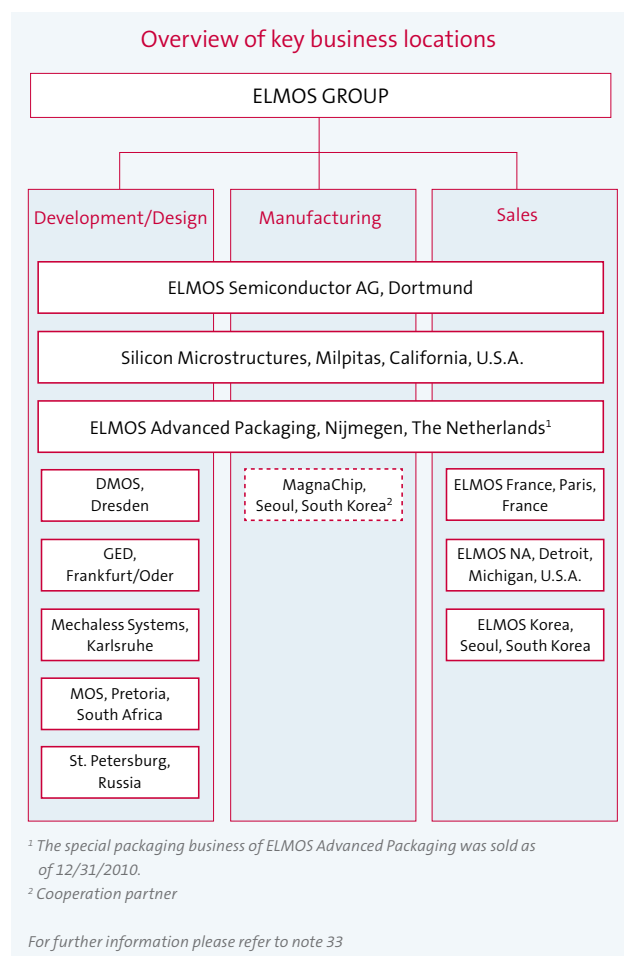 Overview of key business locations
ELMOS GROUP
Development/Design
Manufacturing
Sales
ELMOS Semiconductor AG, Dortmund
Silicon Microstructures, Milpitas, California, U.S.A.
ELMOS Advanced Packaging, Nijmegen, The Netherlands¹
DMOS,
Dresden
GED,
Frankfurt/Oder
Mechaless Systems,
Karlsruhe
MOS, Pretoria,
South Africa
St. Petersburg,
Russia
MagnaChip,
Seoul, South Korea²
ELMOS France, Paris,
France
ELMOS NA, Detroit,
Michigan, U.S.A.
ELMOS Korea,
Seoul, South Korea
¹ The special packaging business of ELMOS Advanced Packaging was sold as
of 12/31/2010.
² Cooperation partner
For further information please refer to note 33